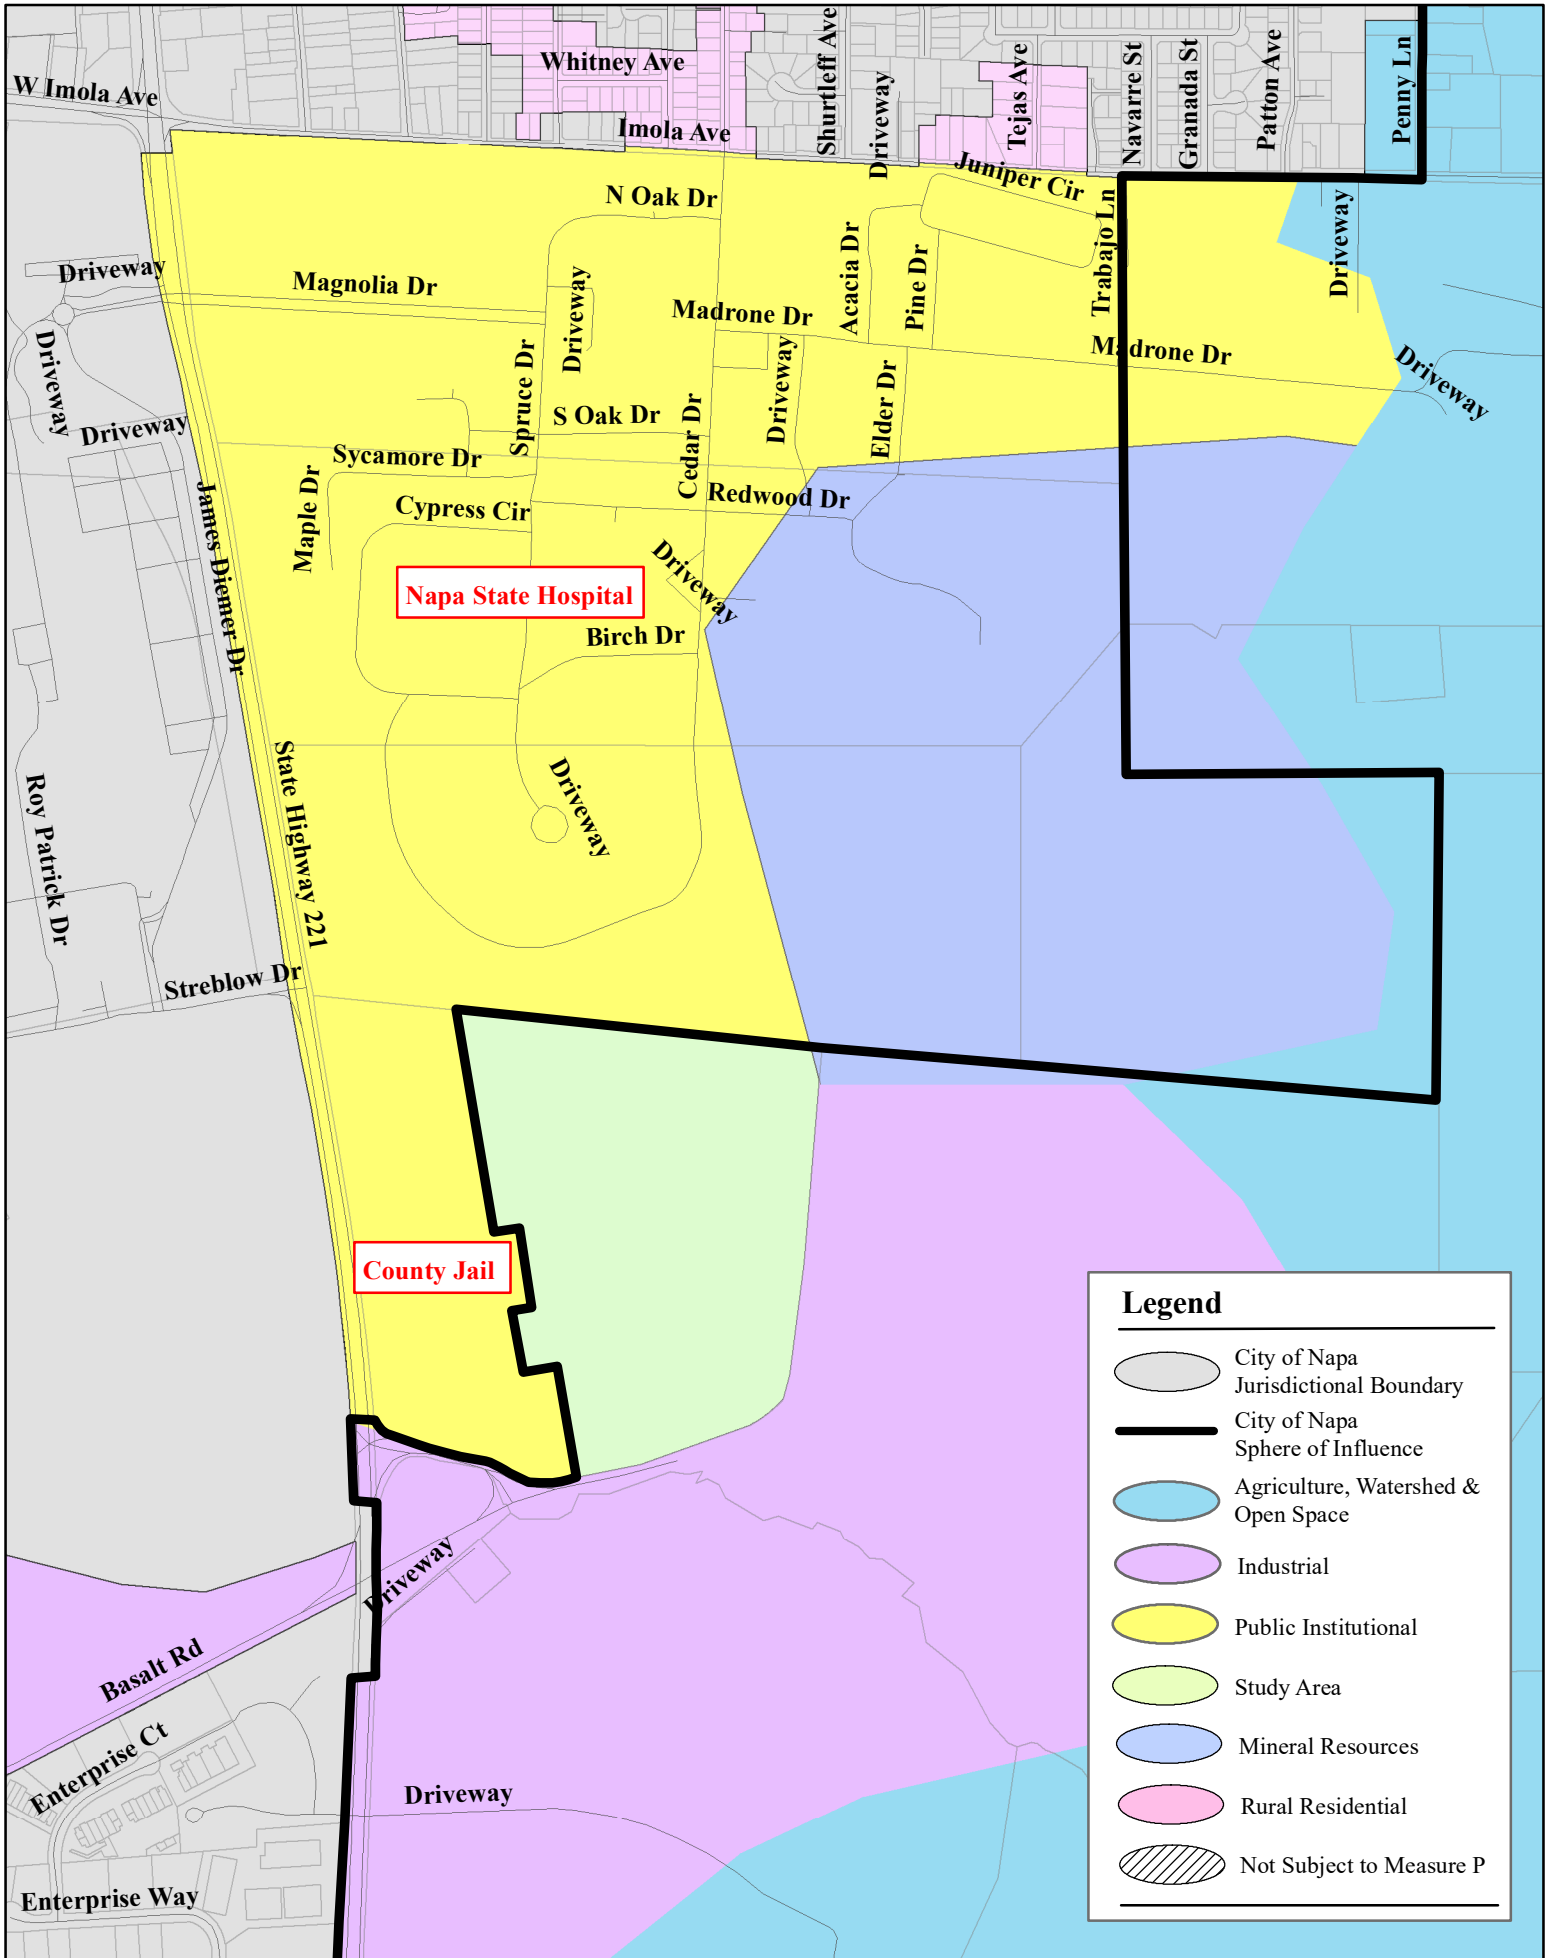 Whitney Ave
W Imola Ave
Imola Ave
Shurtleff Ave
Driveway
Tejas Ave
Navarre St
Granada St
Patton Ave
Penny Ln
Juniper Cir
N Oak Dr
Trabajo Ln
Driveway
Driveway
Magnolia Dr
Driveway
Madrone Dr
Acacia Dr
Pine Dr
Madrone Dr
Driveway
Driveway
Driveway
Spruce Dr
S Oak Dr
Driveway
Elder Dr
Cedar Dr
Sycamore Dr
Maple Dr
Cypress Cir
Redwood Dr
James Diemer Dr
Driveway
Napa State Hospital
Birch Dr
State Highway 221
Driveway
Roy Patrick Dr
Streblow Dr
County Jail
Driveway
Basalt Rd
Enterprise Ct
Driveway
Enterprise Way
Legend
City of Napa
Jurisdictional Boundary
City of Napa
Sphere of Influence
Agriculture, Watershed &
Open Space
Industrial
Public Institutional
Study Area
Mineral Resources
Rural Residential
Not Subject to Measure P